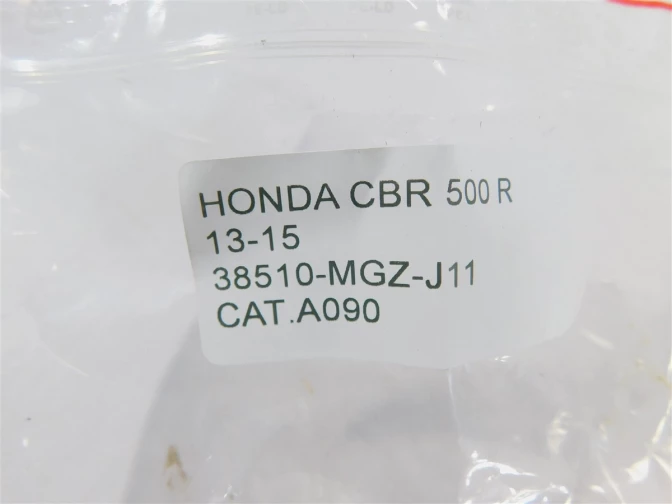 HONDA CBR 500 R
13-15
38510-MGZ-J11
CAT.A090